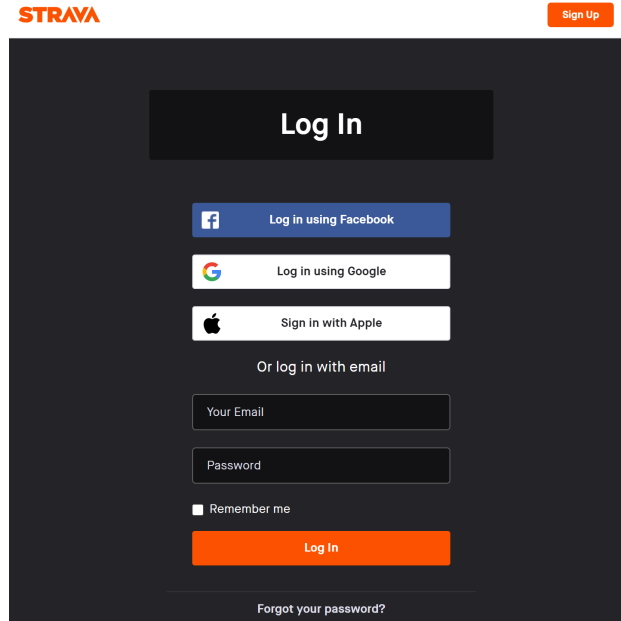 STRAVA
Sign Up
Log In
Log in using Facebook
Log in using Google
Sign in with Apple
Or log in with email
Your Email
Password
Remember me
Log In
Forgot your password?